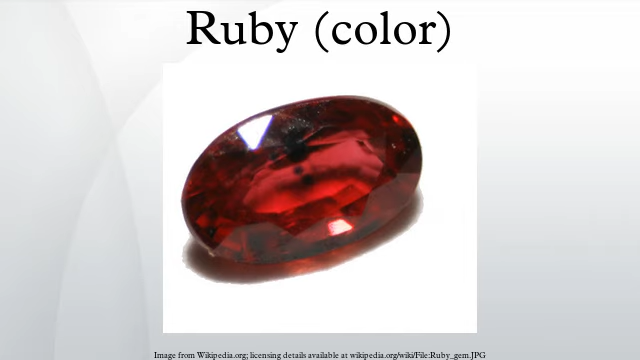 Ruby (color)
Image from Wikipedia.org; licensing details available at wikipedia.org/wiki/File:Ruby_gem.JPG